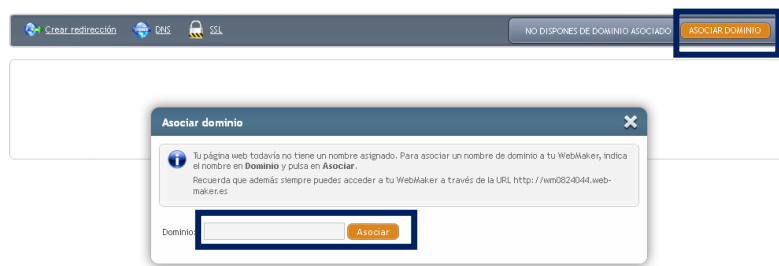 Crear redirección DNS SSL NO DISPONES DE DOMINIO ASOCIADO ASOCIAR DOMINIO
Asociar dominio
Tu página web todavía no tiene un nombre asignado. Para asociar un nombre de dominio a tu WebMaker, indica
el nombre en Dominio y pulsa en Asociar.
Recuerda que además siempre puedes acceder a tu WebMaker a través de la URL http://wm0824044.web-
maker.es
Dominio: Asociar